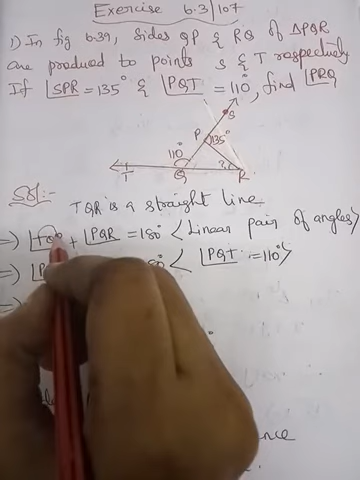 Exercise 6.3/107
1) In fig 6.39, Sides QP & RQ of ΔPQR
are produced to points S & T respectively
If ∠SPR = 135° & ∠PQT = 110°, find ∠PRQ
S
P
135°
110°
T
Q
?
R
Sol:-
TQR is a straight line
=) + ∠PQR = 180° <Linear pair of angles>
=) < ∠PQT = 110°>
=)